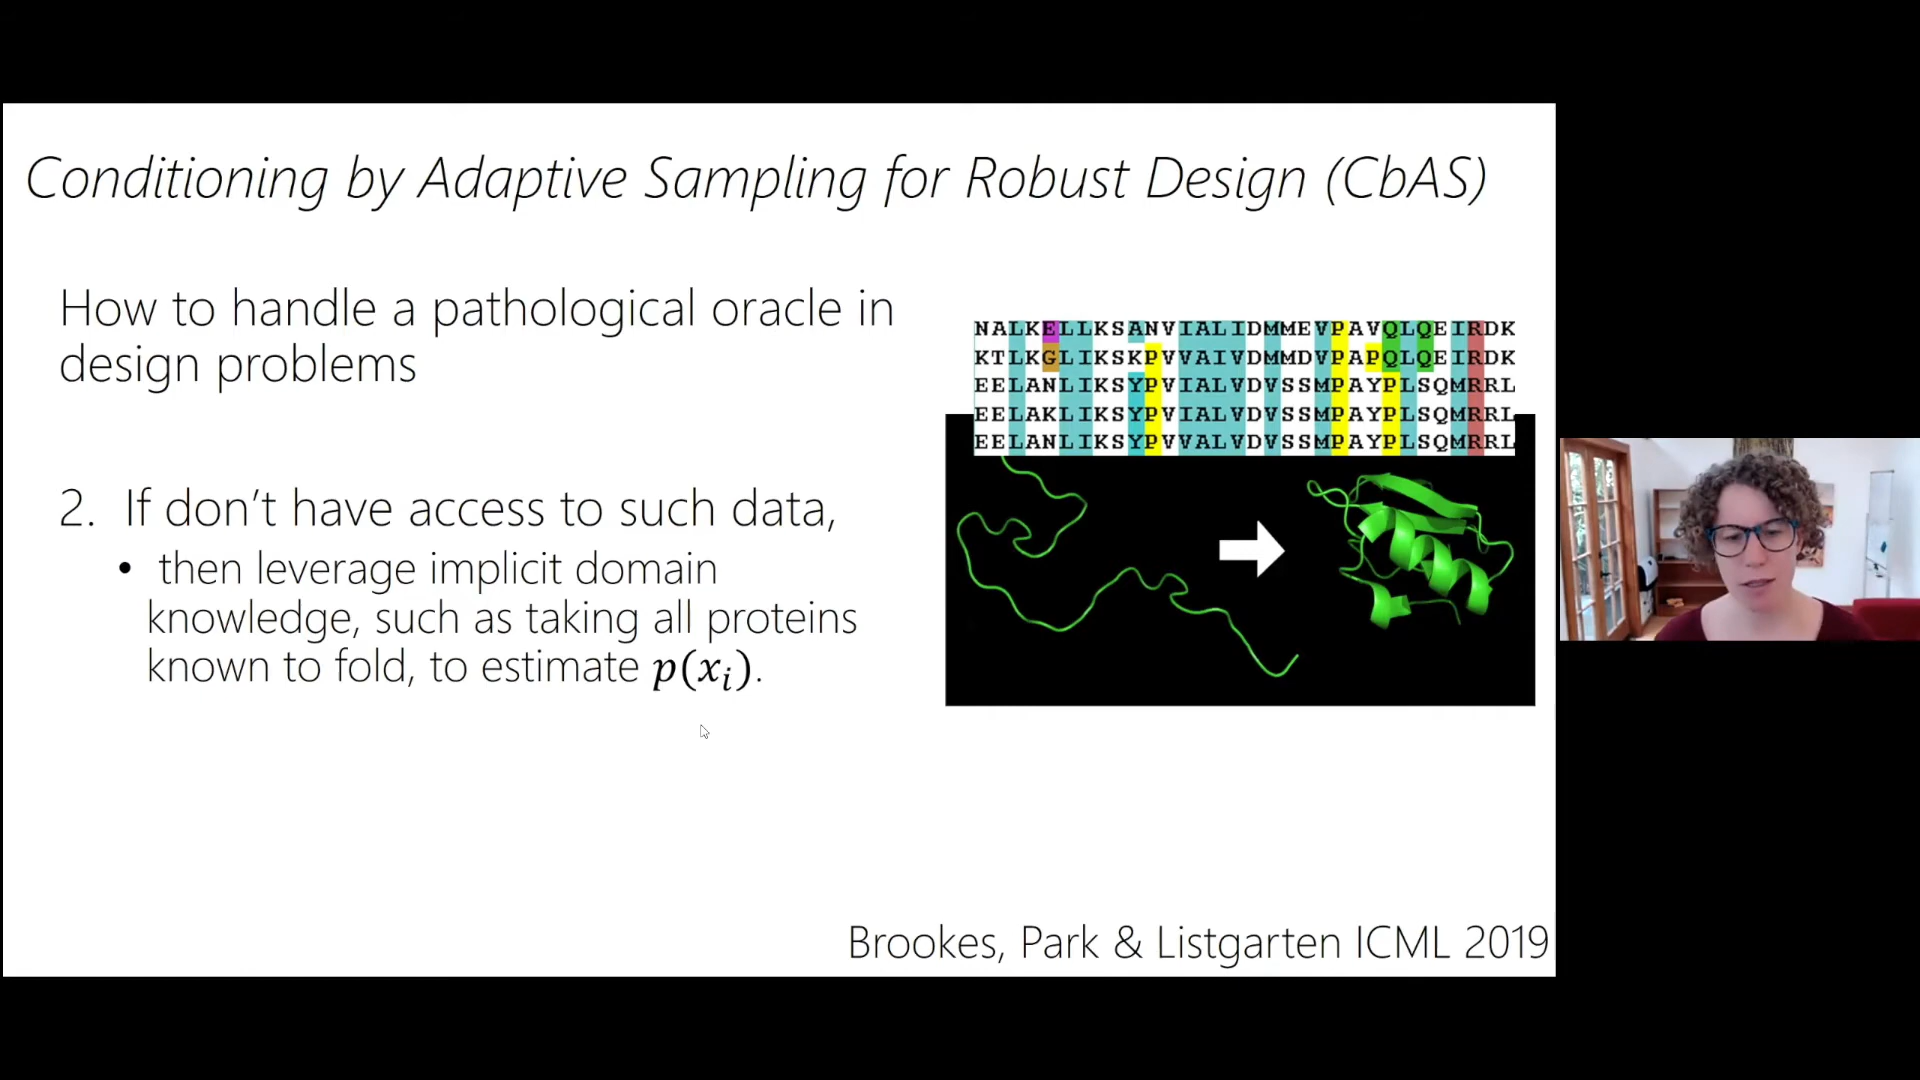 Conditioning by Adaptive Sampling for Robust Design (CbAS)
How to handle a pathological oracle in
design problems
2. If don't have access to such data,
• then leverage implicit domain
knowledge, such as taking all proteins
known to fold, to estimate p(xᵢ).
NALKELLKSANVIALIDMMEVPAVQLQEIRDK
KTLKGLIKSKPVVAIVDMMDVPAPQLQEIRDK
EELANLIKSYPVIALVDVSSMPAYPLSQMRRL
EELAKLIKSYPVIALVDVSSMPAYPLSQMRRL
EELANLIKSYPVVALVDVSSMPAYPLSQMRRL
Brookes, Park & Listgarten ICML 2019